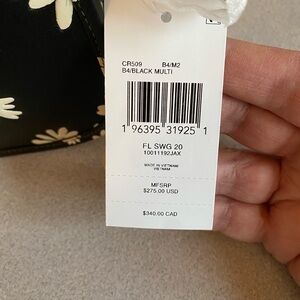 CR509 B4/M2
B4/BLACK MULTI
1 96395 31925 1
FL SWG 20
10011192JAX
MADE IN VIETNAM
VIETNAM
MFSRP
$275.00 USD
$340.00 CAD